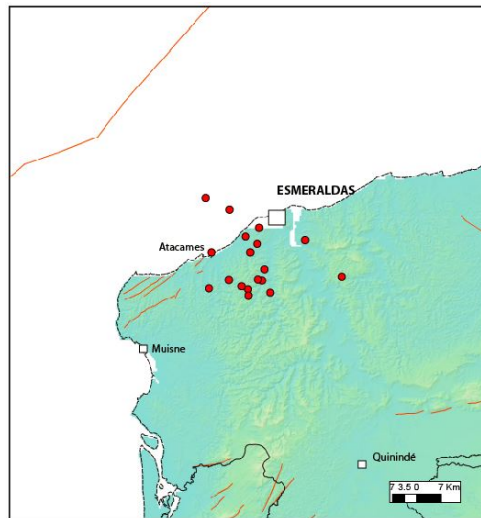 ESMERALDAS
Atacames
Muisne
Quinindé
7 3.5 0 7 Km